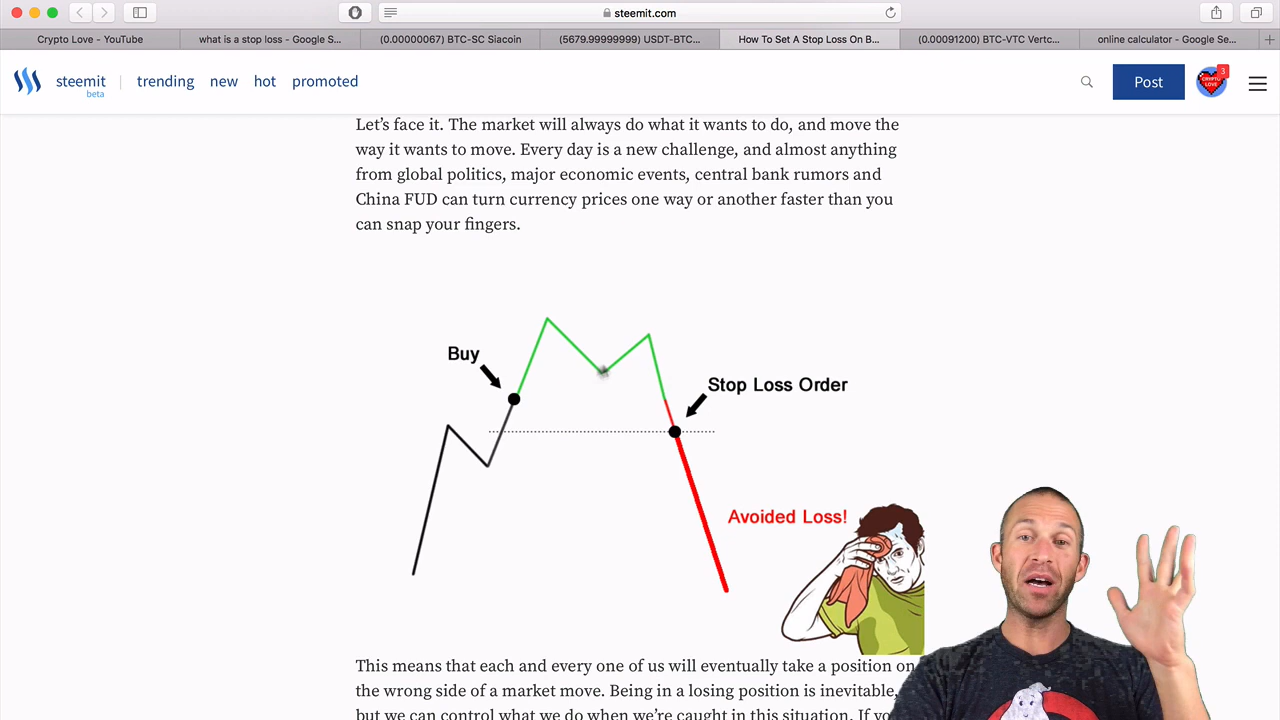 steemit.com
Crypto Love - YouTube
what is a stop loss - Google S...
(0.00000067) BTC-SC Siacoin
(5679.99999999) USDT-BTC...
How To Set A Stop Loss On B...
(0.00091200) BTC-VTC Vertc...
online calculator - Google Se...
steemit
beta
trending
new
hot
promoted
Post
CRYPTO
LOVE
3
Let’s face it. The market will always do what it wants to do, and move the
way it wants to move. Every day is a new challenge, and almost anything
from global politics, major economic events, central bank rumors and
China FUD can turn currency prices one way or another faster than you
can snap your fingers.
Buy
Stop Loss Order
Avoided Loss!
This means that each and every one of us will eventually take a position on
the wrong side of a market move. Being in a losing position is inevitable,
but we can control what we do when we’re caught in this situation. If